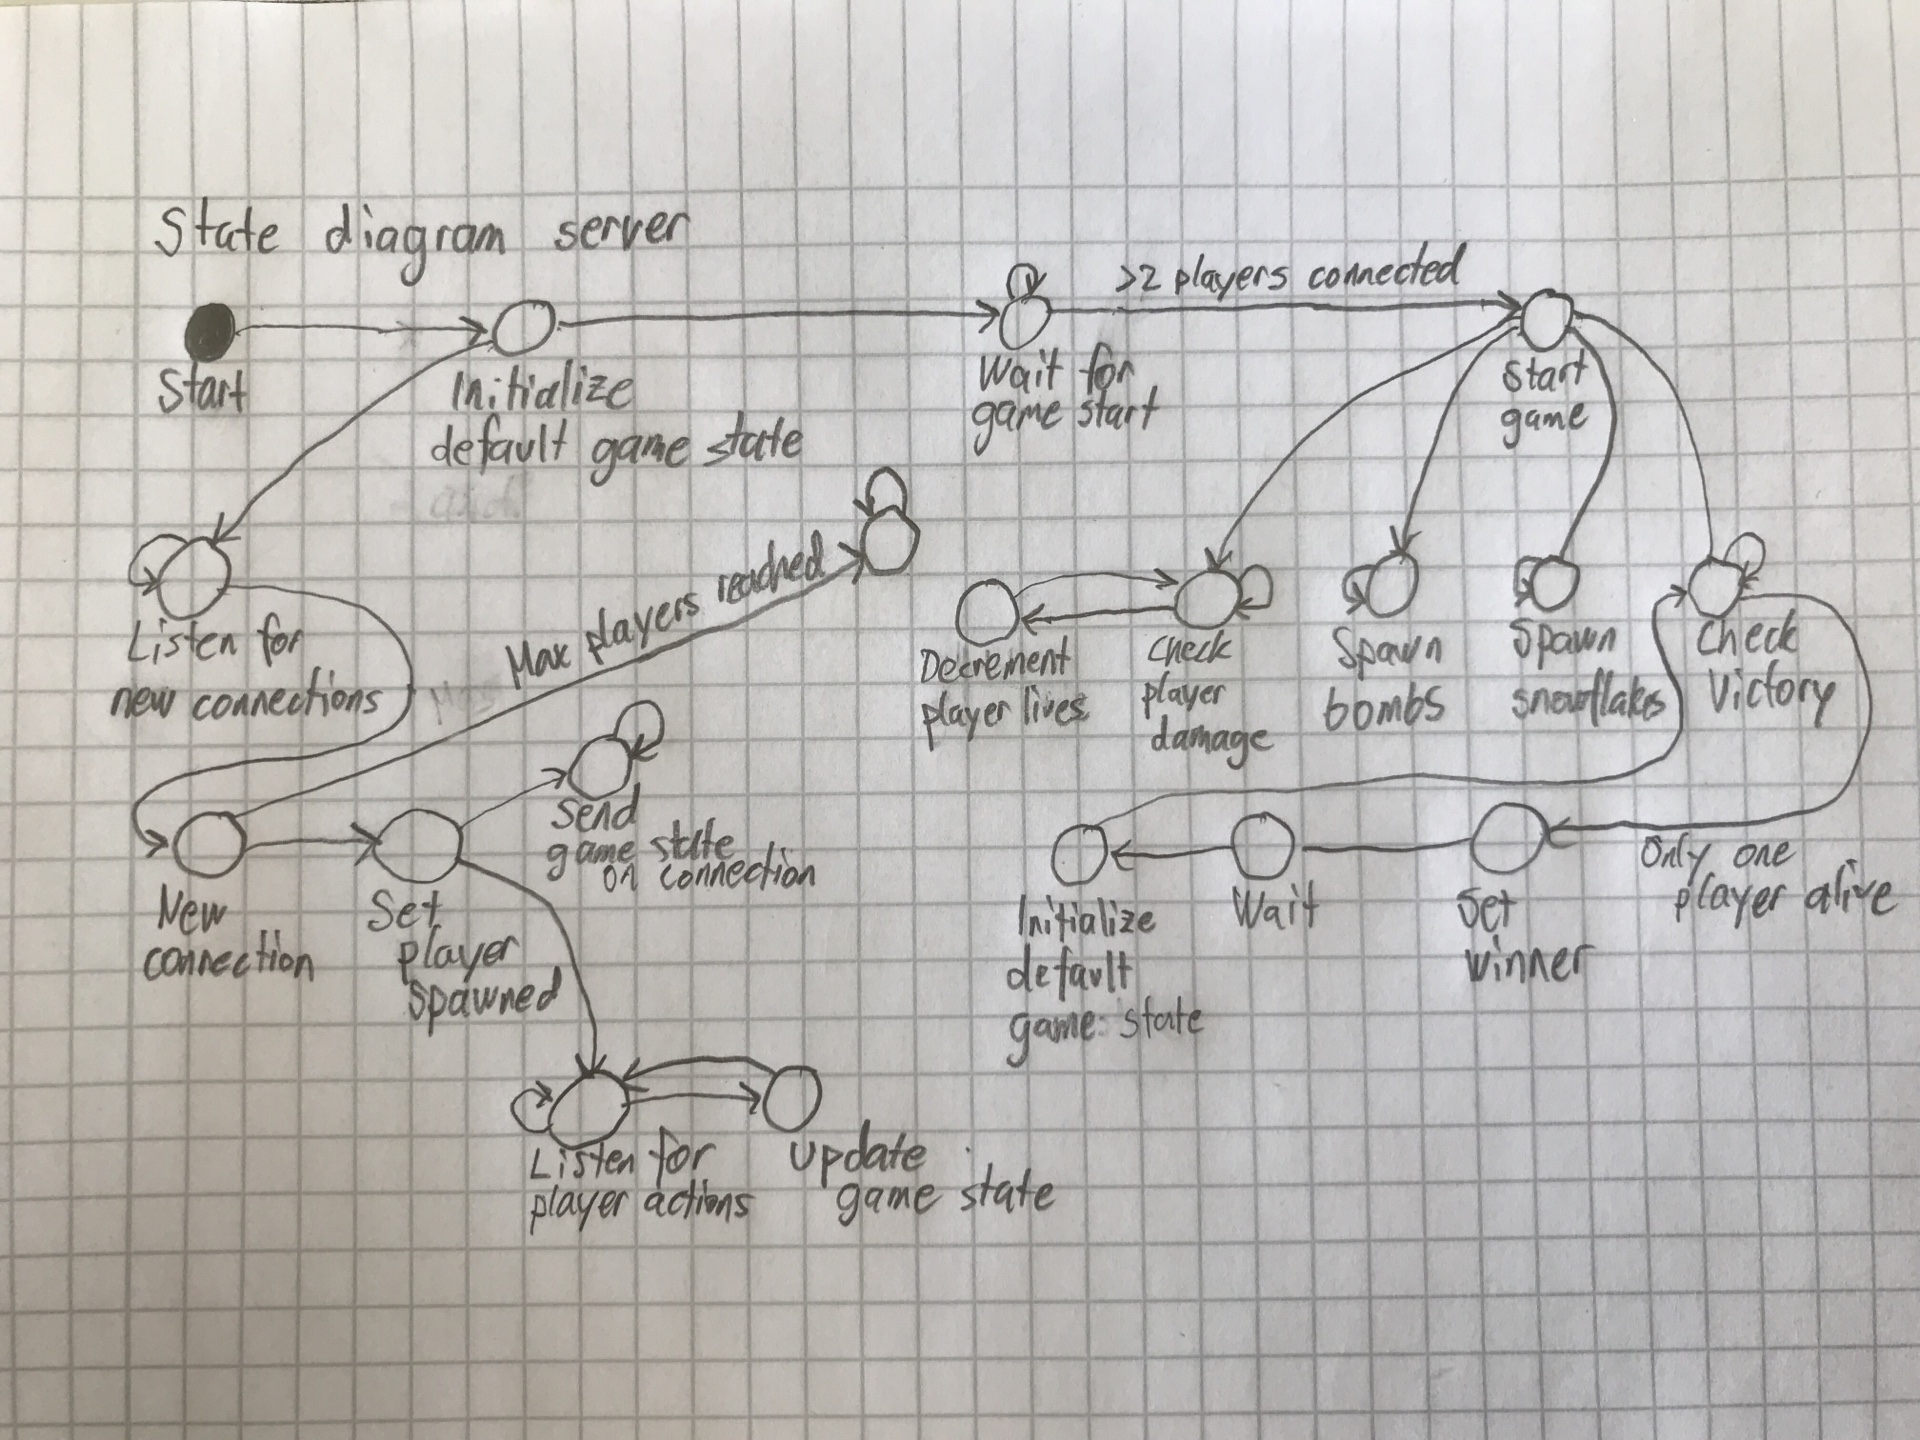 State diagram server
>2 players connected
Start
Initialize
default game state
Wait for
game start
Start
game
Max players reached
Listen for
new connections
Decrement
player lives
Check
player
damage
Spawn
bombs
Spawn
snowflakes
Check
Victory
Send
game state
on connection
New
connection
Set
player
spawned
Initialize
default
game state
Wait
Set
winner
Only one
player alive
Listen for
player actions
Update
game state